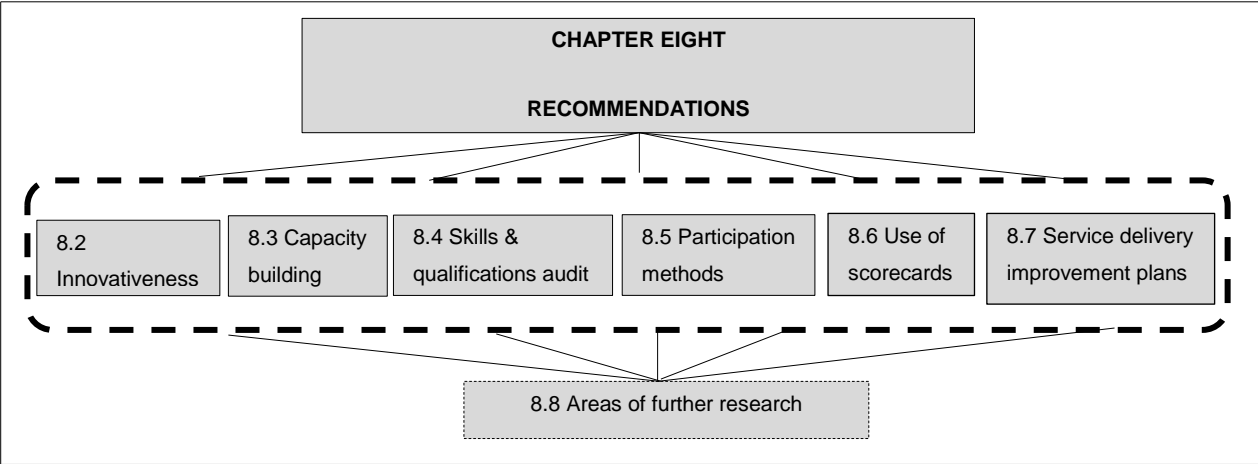 CHAPTER EIGHT
RECOMMENDATIONS
8.2
Innovativeness
8.3 Capacity
building
8.4 Skills &
qualifications audit
8.5 Participation
methods
8.6 Use of
scorecards
8.7 Service delivery
improvement plans
8.8 Areas of further research